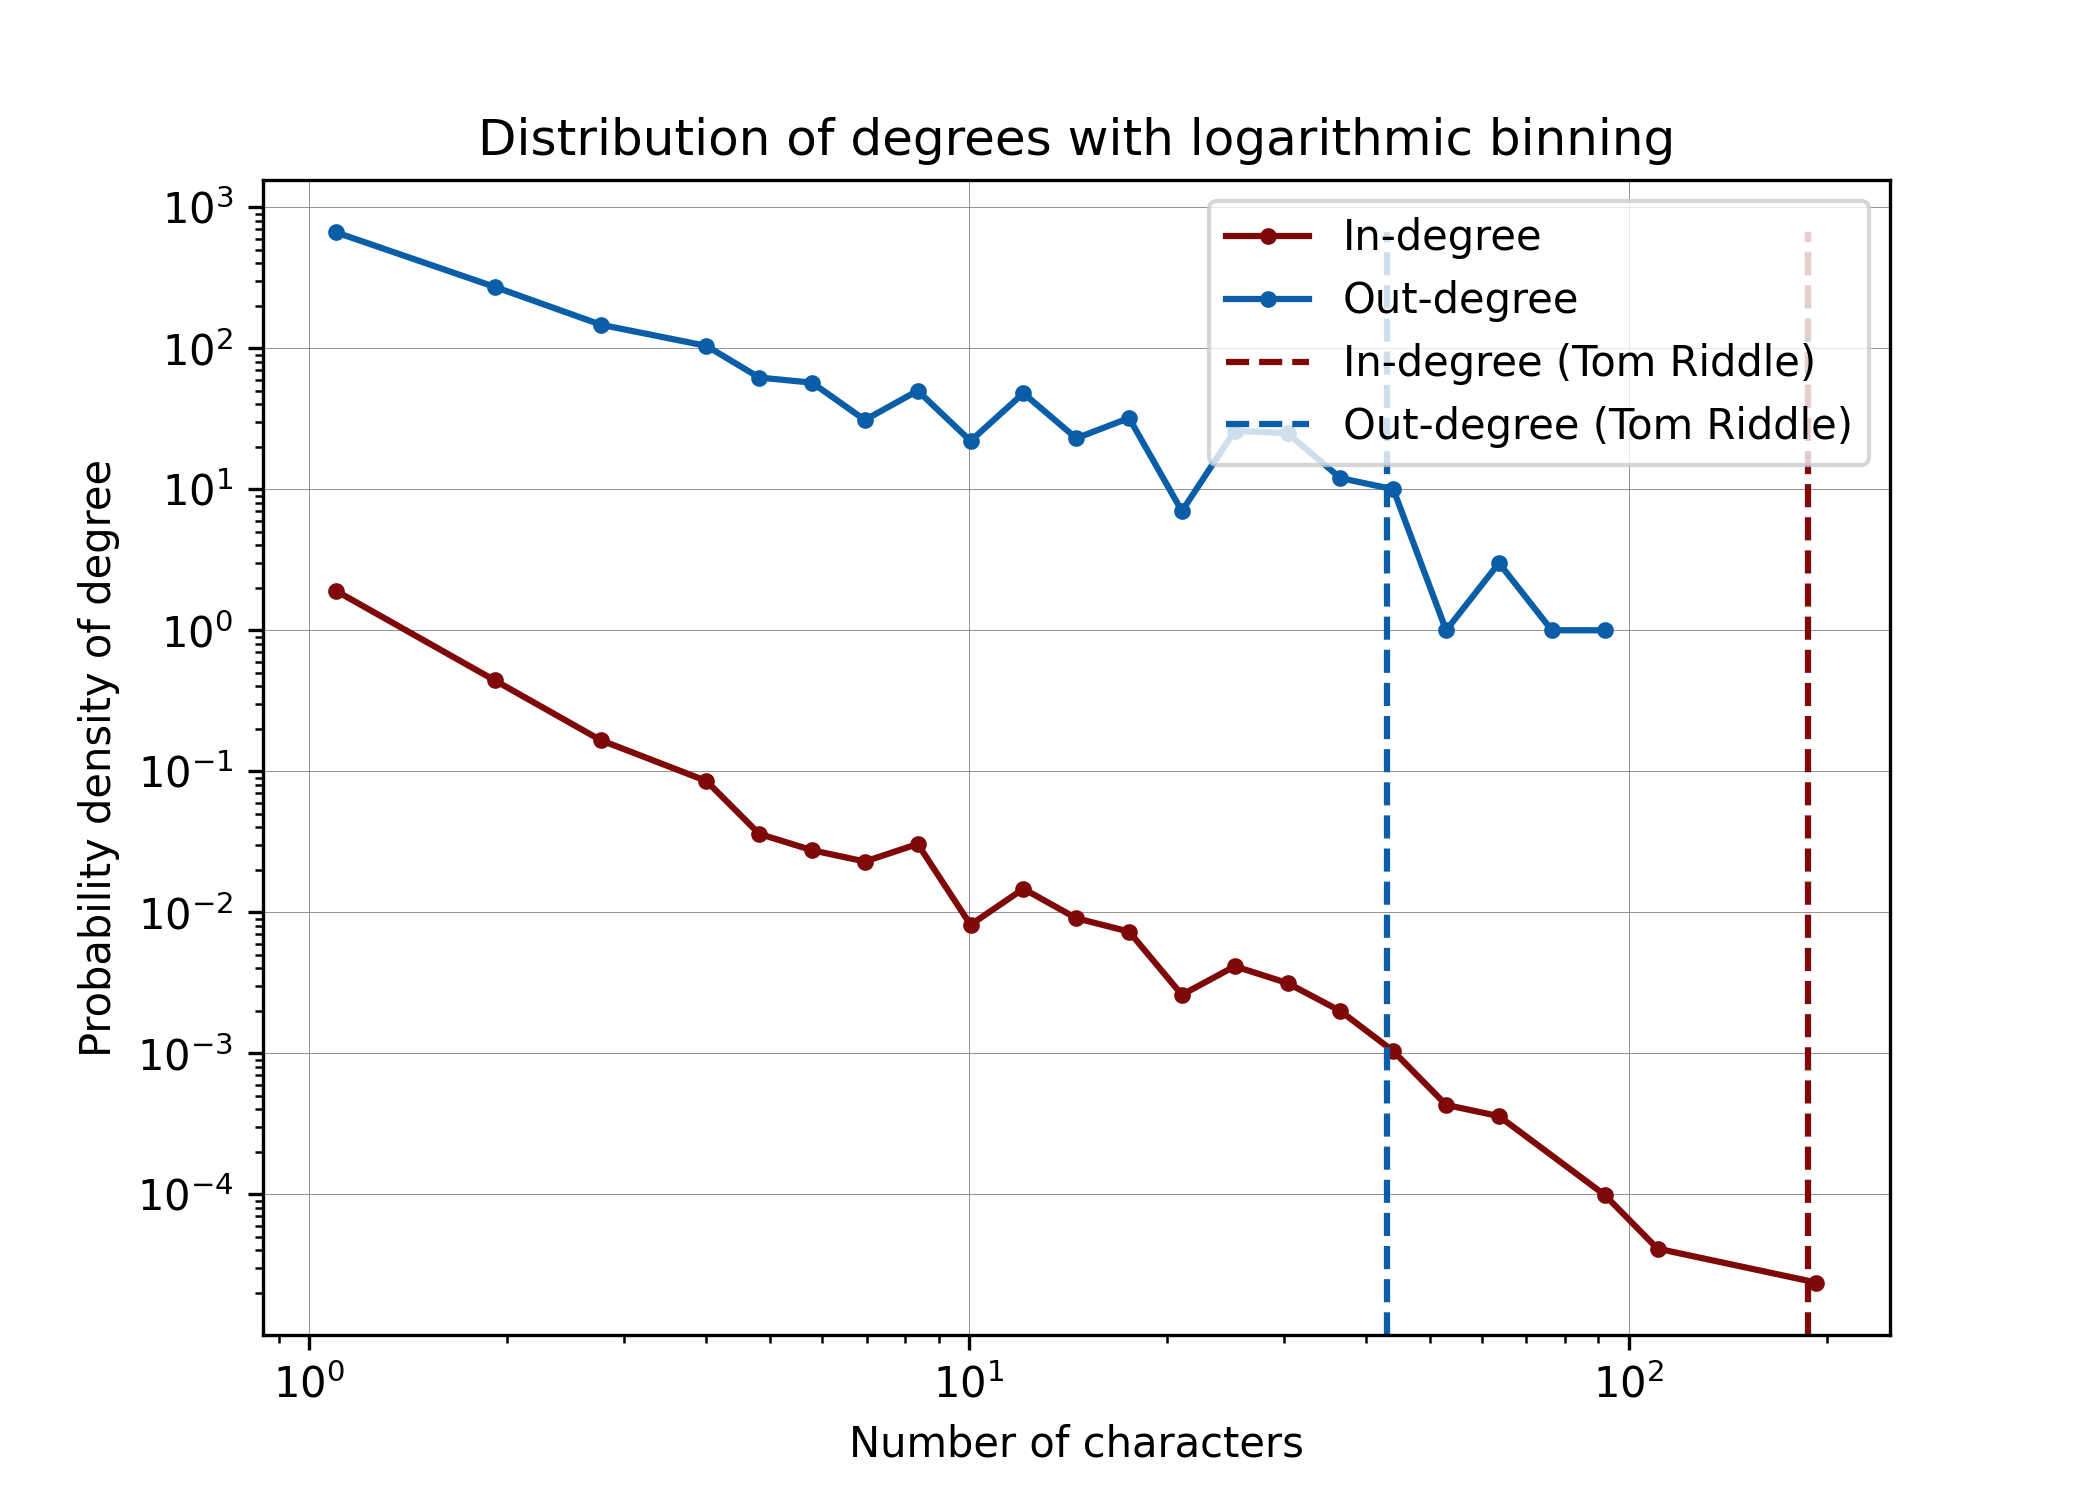 Distribution of degrees with logarithmic binning
10³
10²
10¹
10⁰
10⁻¹
10⁻²
10⁻³
10⁻⁴
Probability density of degree
In-degree
Out-degree
In-degree (Tom Riddle)
Out-degree (Tom Riddle)
10⁰ 10¹ 10²
Number of characters